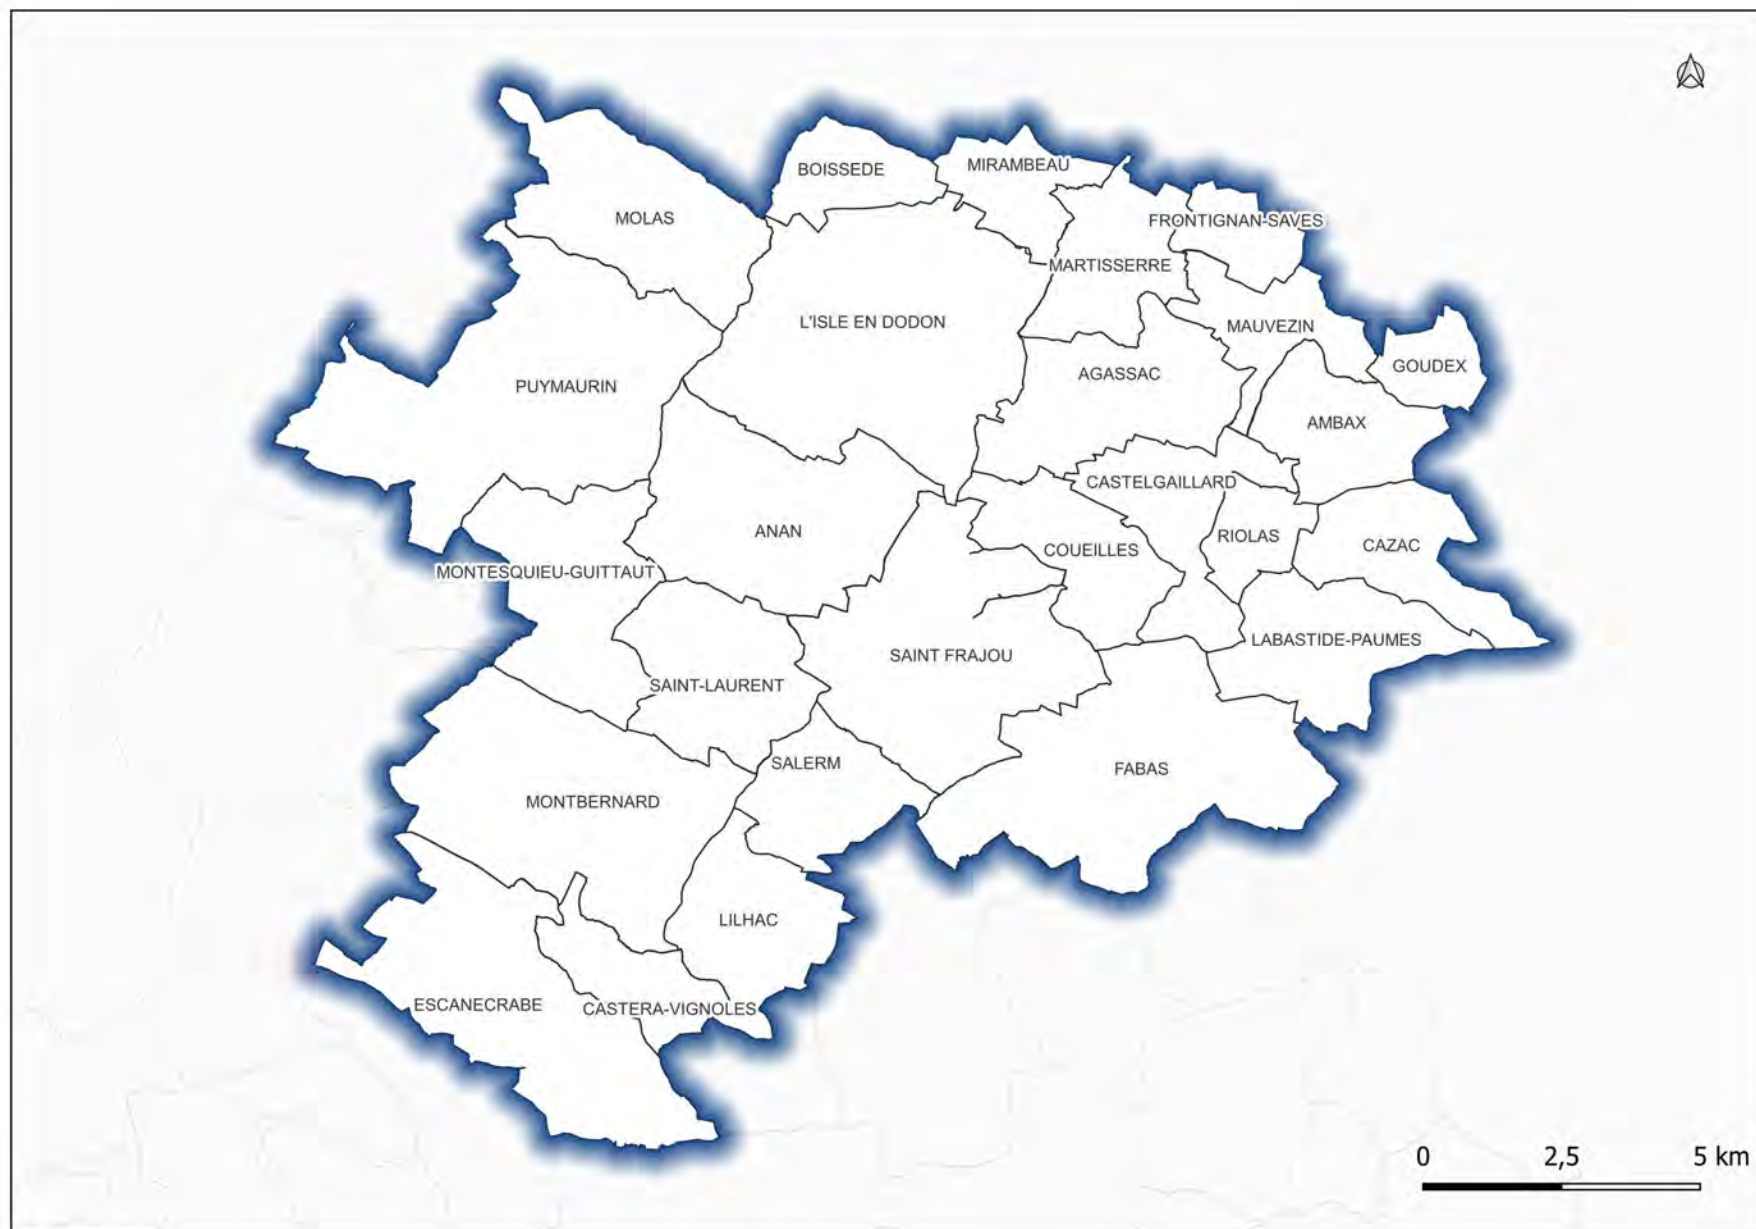 BOISSEDE
MIRAMBEAU
MOLAS
FRONTIGNAN-SAVES
MARTISSERRE
L'ISLE EN DODON
MAUVEZIN
GOUDEX
AGASSAC
PUYMAURIN
AMBAX
CASTELGAILLARD
ANAN
RIOLAS
CAZAC
COUEILLES
MONTESQUIEU-GUITTAUT
LABASTIDE-PAUMES
SAINT FRAJOU
SAINT-LAURENT
SALERM
FABAS
MONTBERNARD
LILHAC
ESCANECRABE
CASTERA-VIGNOLES
0 2,5 5 km